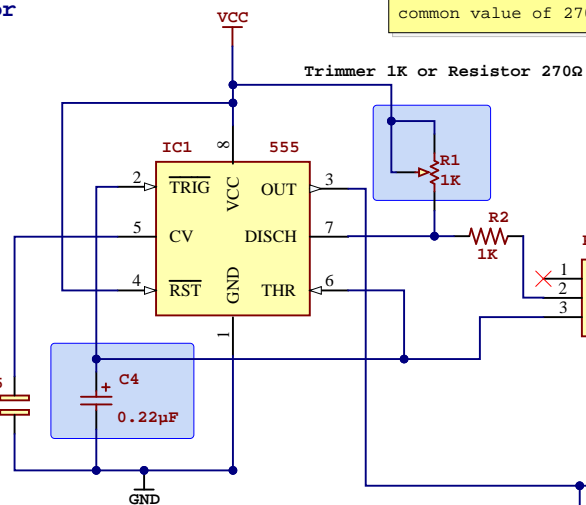 or
VCC
common value of 270
Trimmer 1K or Resistor 270Ω
IC1
555
8
2
TRIG
VCC
OUT
3
R1
1K
5
CV
DISCH
7
R2
1K
4
RST
GND
THR
6
1
2
3
1
C4
+
0.22µF
GND